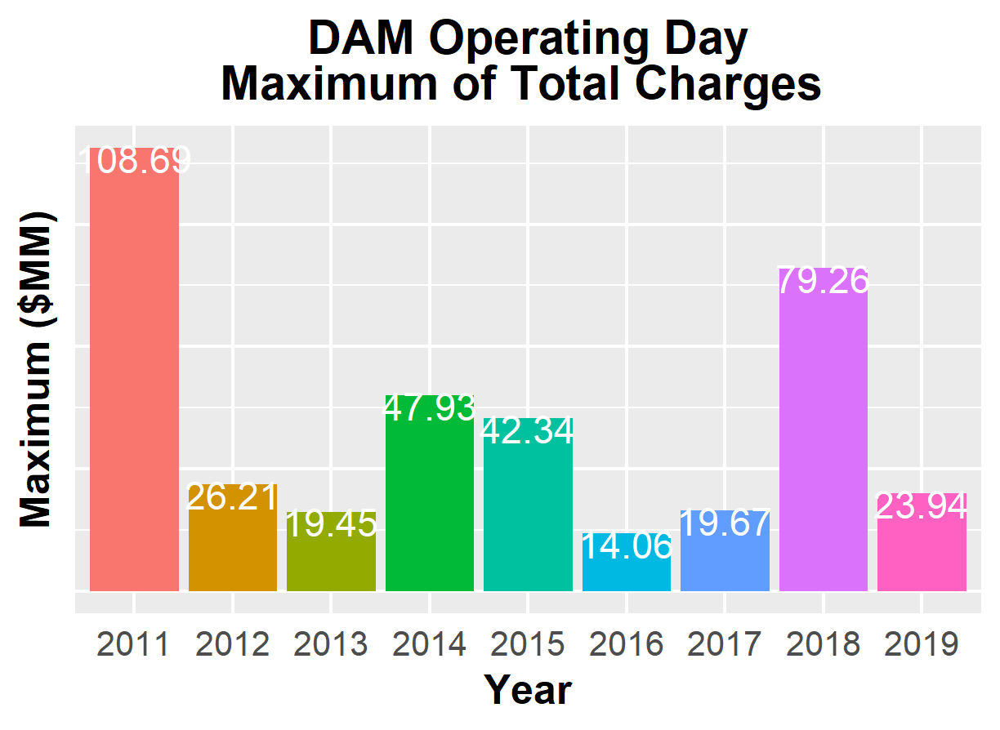 DAM Operating Day
Maximum of Total Charges
Maximum ($MM)
108.69
26.21
19.45
47.93
42.34
14.06
19.67
79.26
23.94
2011 2012 2013 2014 2015 2016 2017 2018 2019
Year